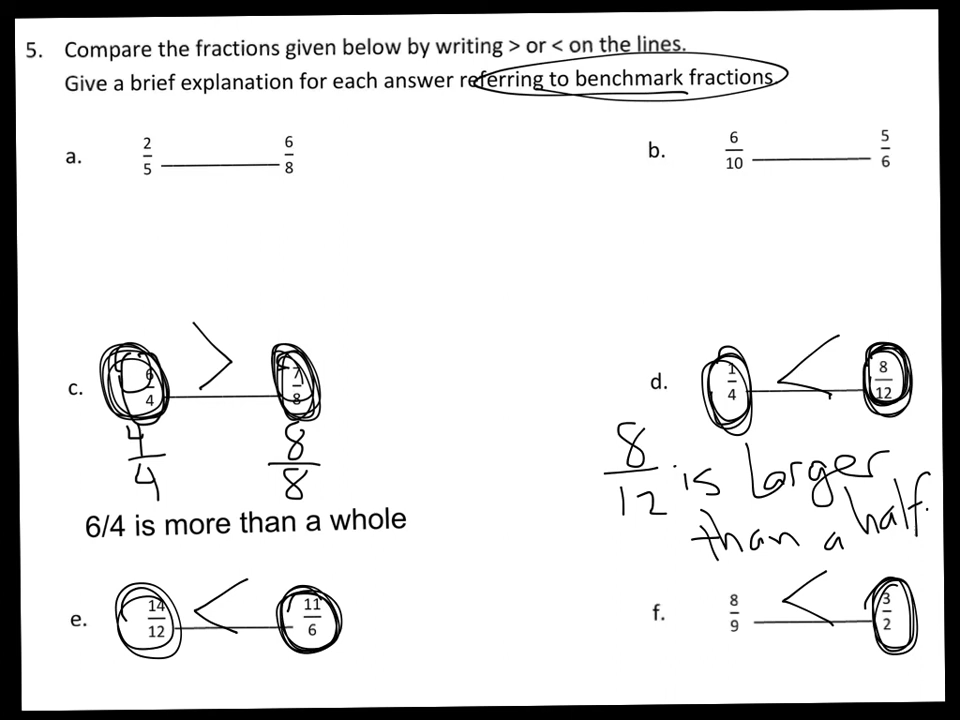 5. Compare the fractions given below by writing > or < on the lines.
Give a brief explanation for each answer referring to benchmark fractions.
a. 2/5 ________ 6/8
b. 6/10 ________ 5/6
c. 6/4 > 7/8
4/4 8/8
6/4 is more than a whole
d. 1/4 < 8/12
8/12 is larger
than a half.
e. 14/12 < 11/6
f. 8/9 < 3/2